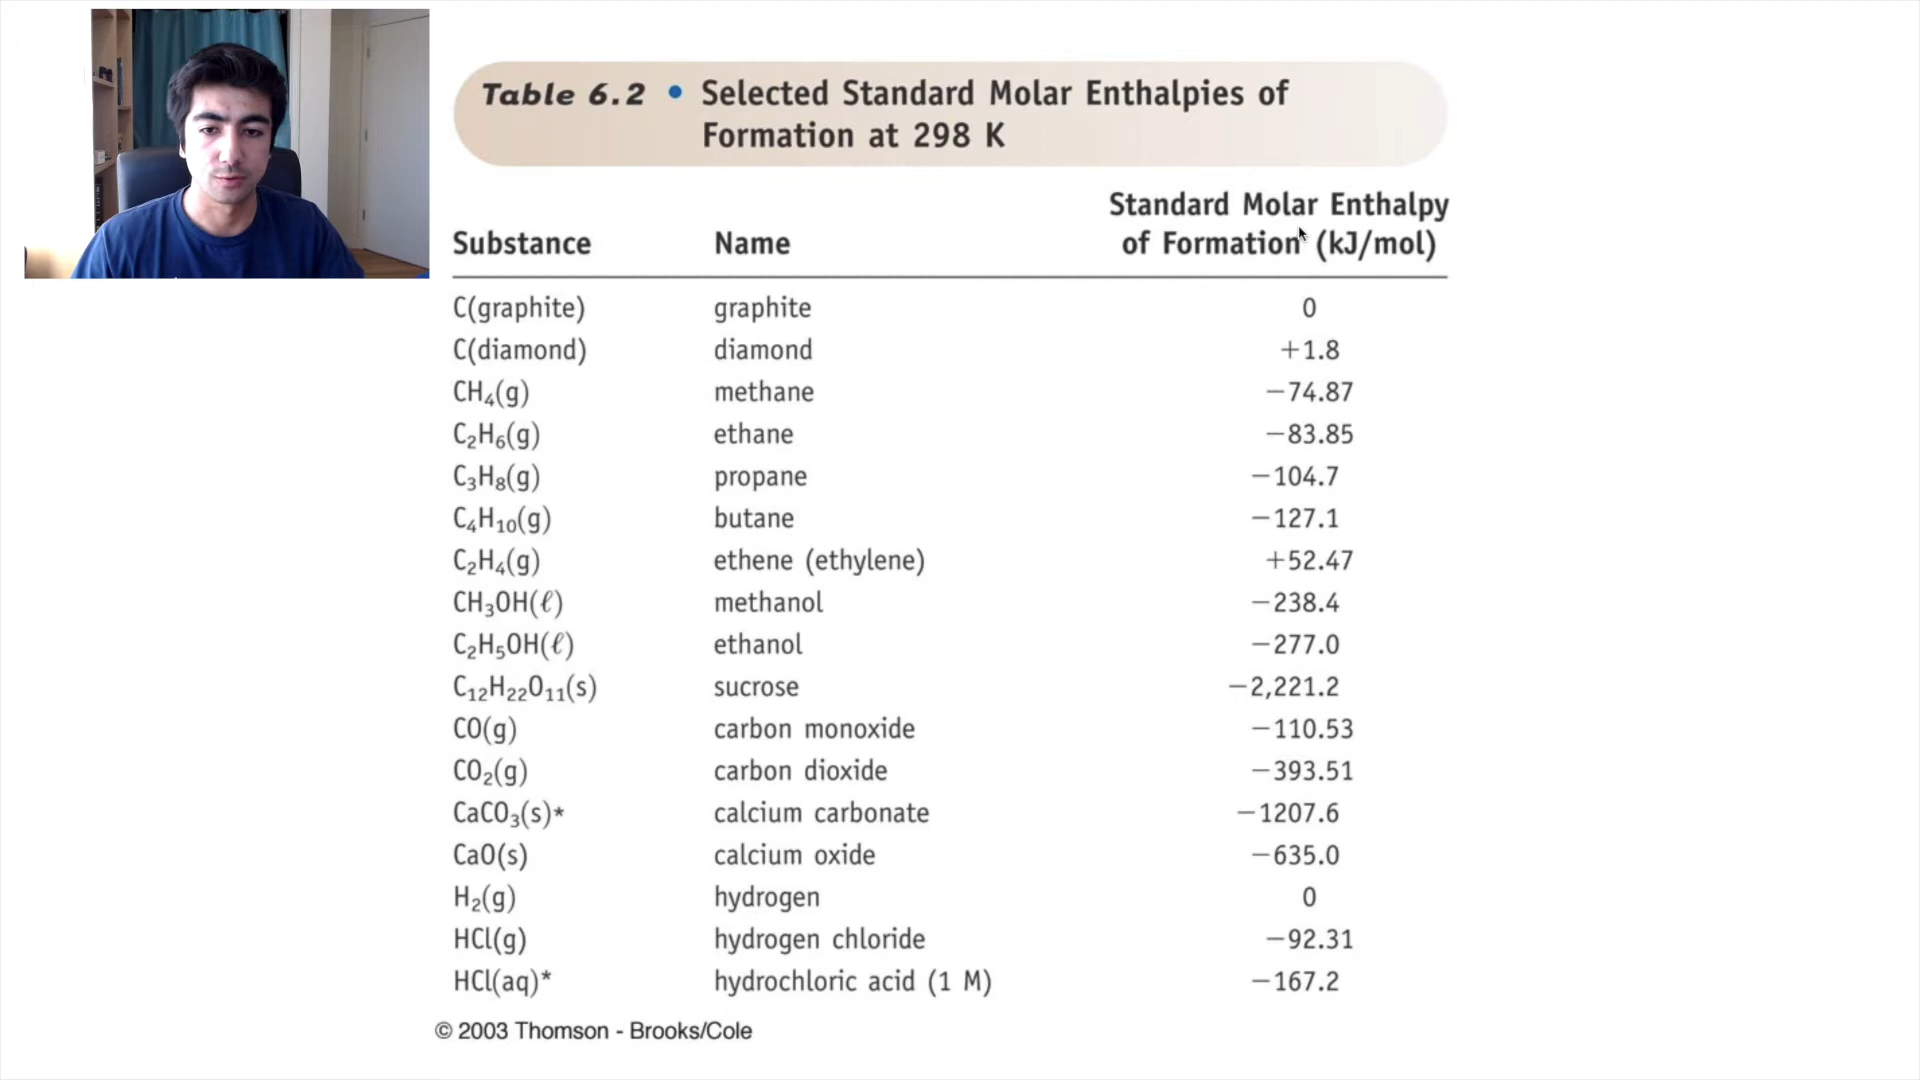 Table 6.2 • Selected Standard Molar Enthalpies of
Formation at 298 K
Standard Molar Enthalpy
Substance Name of Formation (kJ/mol)
C(graphite) graphite 0
C(diamond) diamond +1.8
CH₄(g) methane −74.87
C₂H₆(g) ethane −83.85
C₃H₈(g) propane −104.7
C₄H₁₀(g) butane −127.1
C₂H₄(g) ethene (ethylene) +52.47
CH₃OH(ℓ) methanol −238.4
C₂H₅OH(ℓ) ethanol −277.0
C₁₂H₂₂O₁₁(s) sucrose −2,221.2
CO(g) carbon monoxide −110.53
CO₂(g) carbon dioxide −393.51
CaCO₃(s)* calcium carbonate −1207.6
CaO(s) calcium oxide −635.0
H₂(g) hydrogen 0
HCl(g) hydrogen chloride −92.31
HCl(aq)* hydrochloric acid (1 M) −167.2
© 2003 Thomson - Brooks/Cole